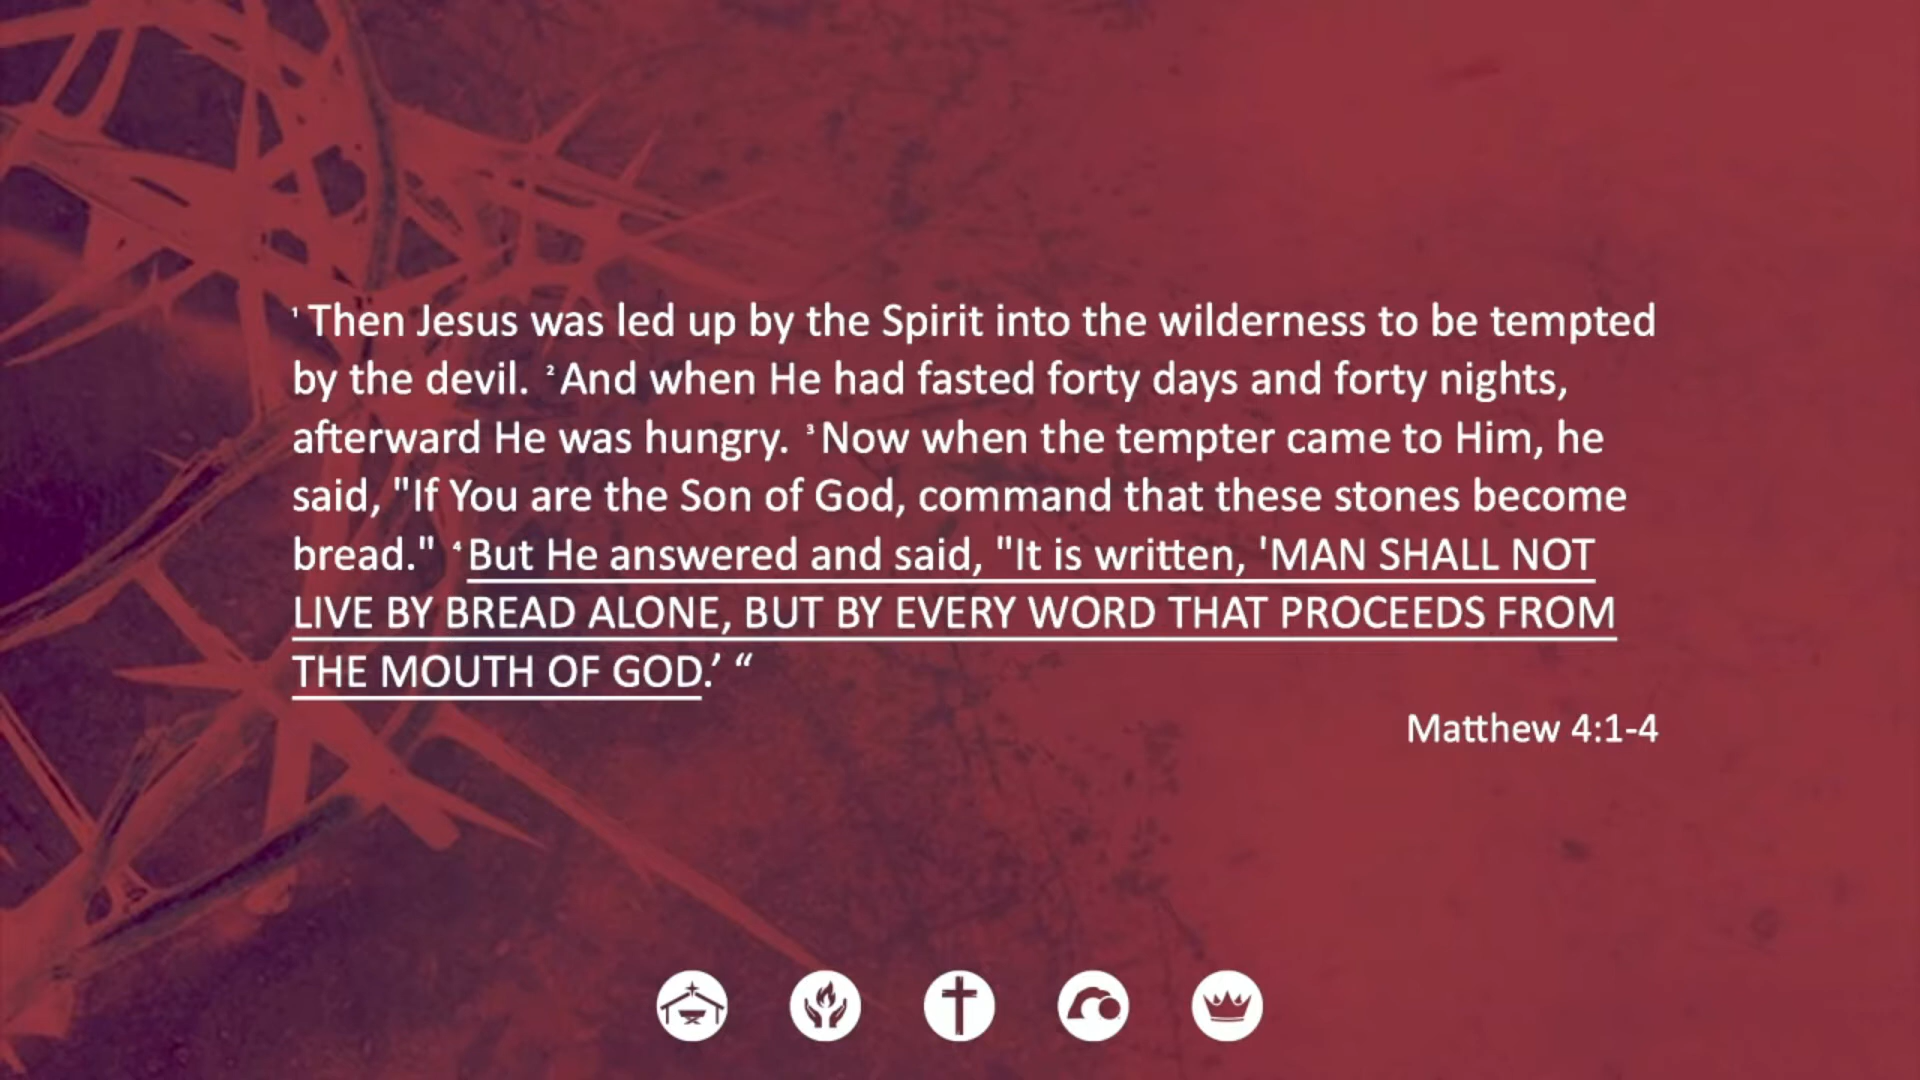 ¹ Then Jesus was led up by the Spirit into the wilderness to be tempted
by the devil. ² And when He had fasted forty days and forty nights,
afterward He was hungry. ³ Now when the tempter came to Him, he
said, "If You are the Son of God, command that these stones become
bread." ⁴ But He answered and said, "It is written, 'MAN SHALL NOT
LIVE BY BREAD ALONE, BUT BY EVERY WORD THAT PROCEEDS FROM
THE MOUTH OF GOD.’ “
Matthew 4:1-4